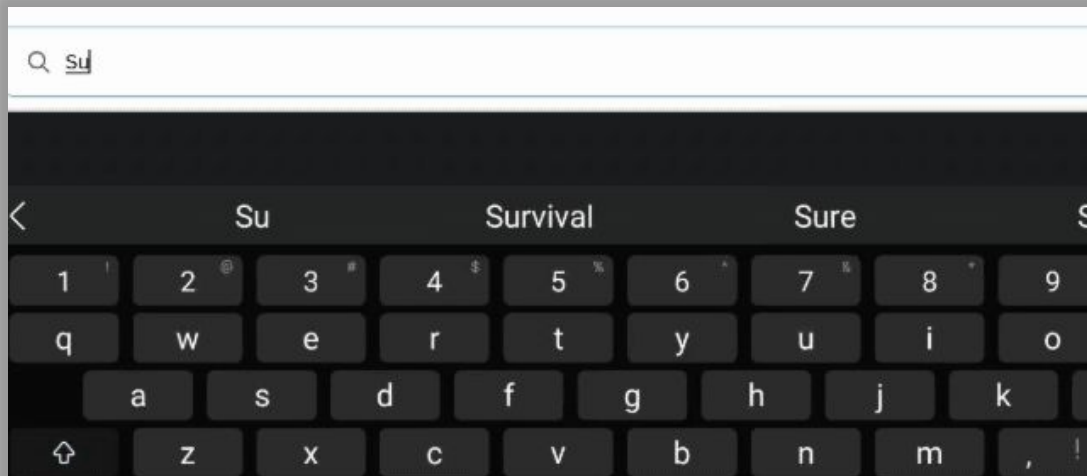 Su
Su Survival Sure S
1 ! 2 @ 3 # 4 $ 5 % 6 ^ 7 & 8 * 9
q w e r t y u i o
a s d f g h j k
z x c v b n m , !